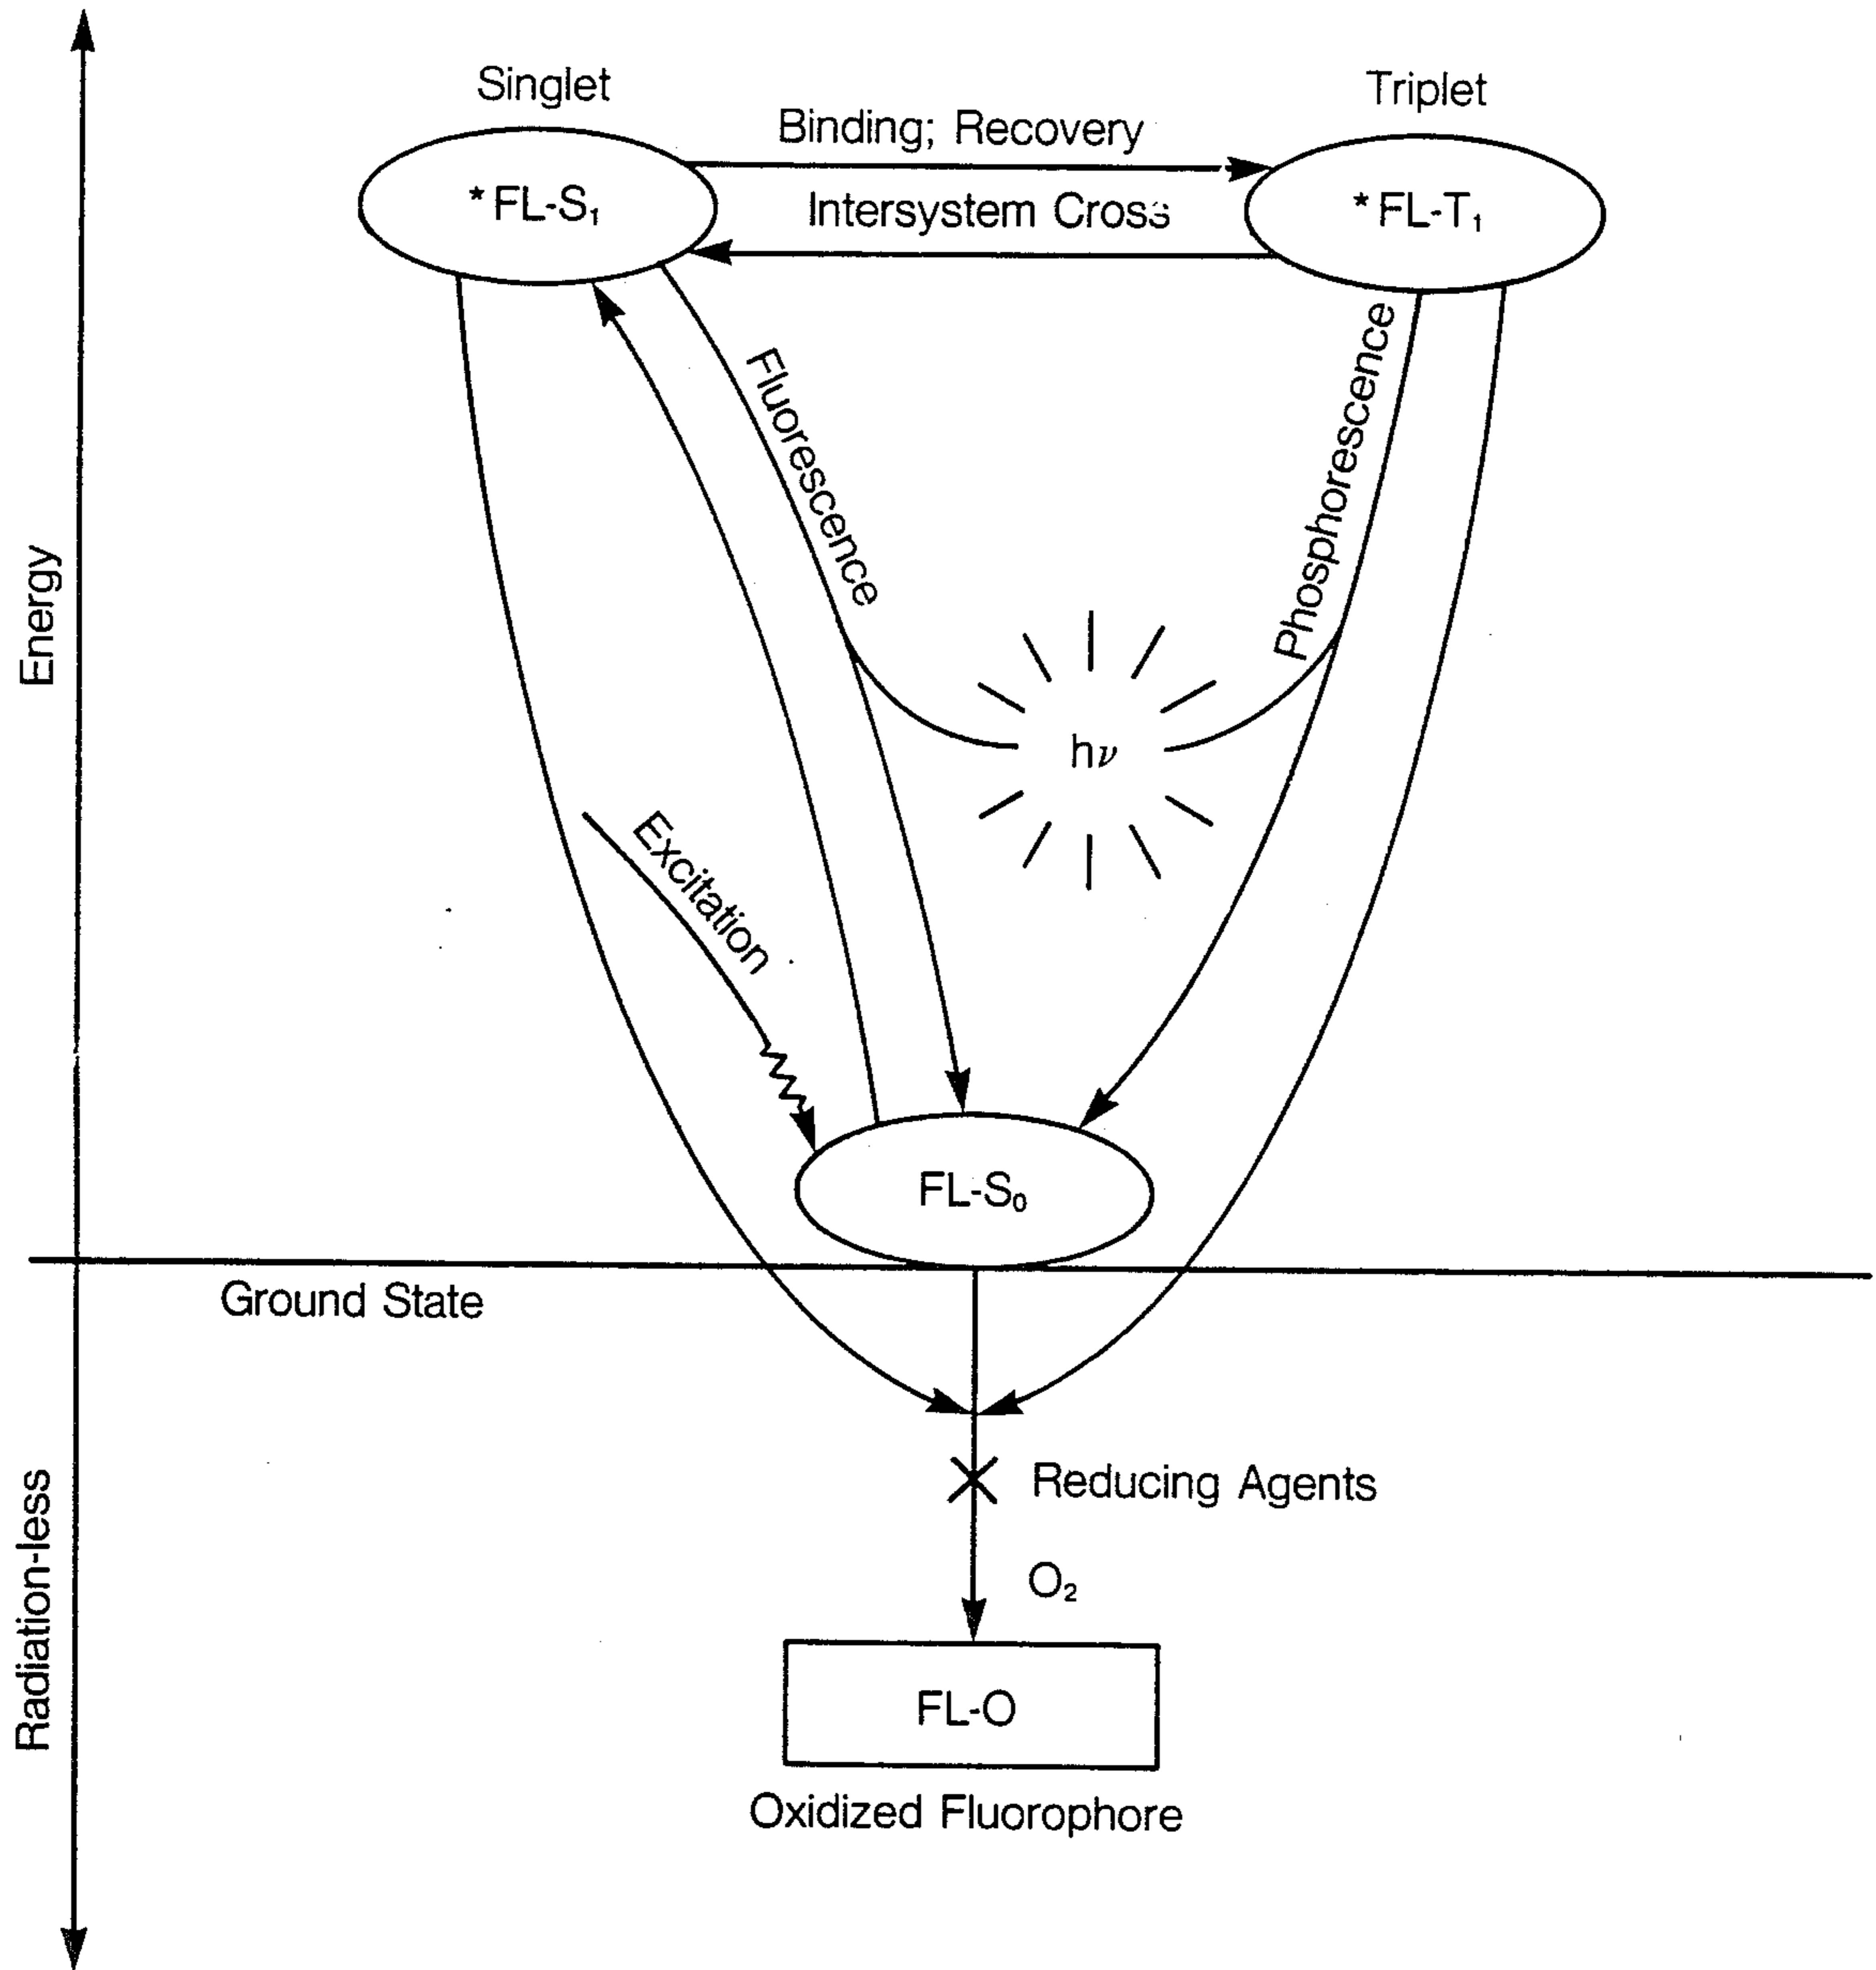 Singlet
Triplet
Binding; Recovery
*FL-S₁
Intersystem Cross
*FL-T₁
Fluorescence
Phosphorescence
Energy
hν
Excitation
FL-S₀
Ground State
Radiation-less
Reducing Agents
O₂
FL-O
Oxidized Fluorophore